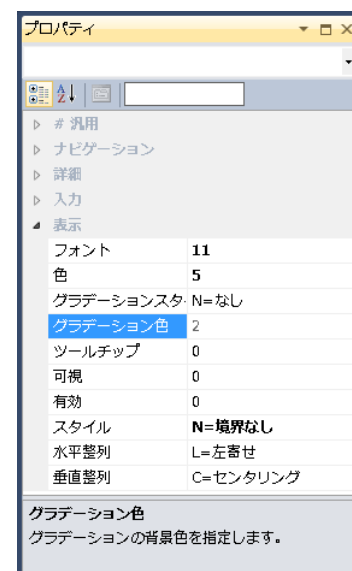 プロパティ
# 汎用
ナビゲーション
詳細
入力
表示
フォント 11
色 5
グラデーションスタ N=なし
グラデーション色 2
ツールチップ 0
可視 0
有効 0
スタイル N=境界なし
水平整列 L=左寄せ
垂直整列 C=センタリング
グラデーション色
グラデーションの背景色を指定します。